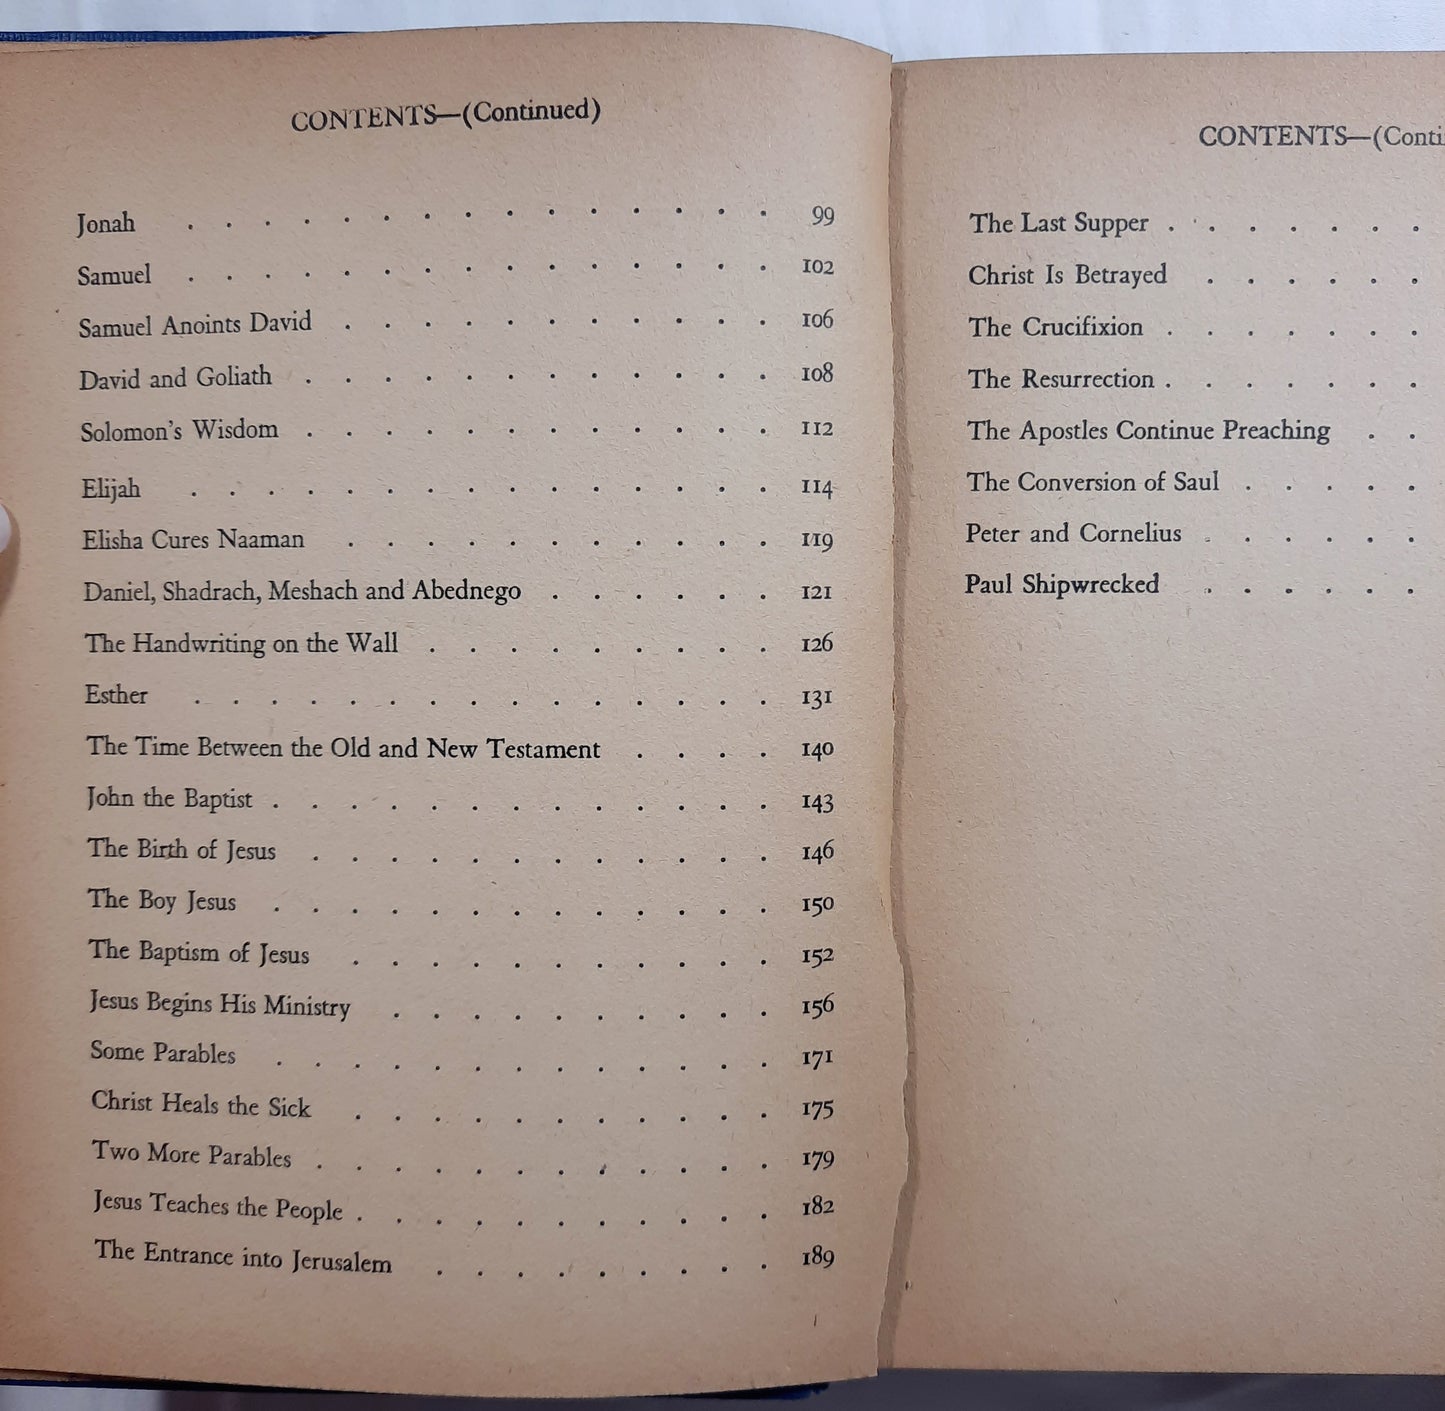 CONTENTS—(Continued)
Jonah . . . . . . . . . . . . . . . 99
Samuel . . . . . . . . . . . . . . . 102
Samuel Anoints David . . . . . . . . . . . 106
David and Goliath . . . . . . . . . . . . 108
Solomon's Wisdom . . . . . . . . . . . . 112
Elijah . . . . . . . . . . . . . . . 114
Elisha Cures Naaman . . . . . . . . . . . 119
Daniel, Shadrach, Meshach and Abednego . . . . . . 121
The Handwriting on the Wall . . . . . . . . . 126
Esther . . . . . . . . . . . . . . . 131
The Time Between the Old and New Testament . . . . 140
John the Baptist . . . . . . . . . . . . . 143
The Birth of Jesus . . . . . . . . . . . . 146
The Boy Jesus . . . . . . . . . . . . . 150
The Baptism of Jesus . . . . . . . . . . . 152
Jesus Begins His Ministry . . . . . . . . . . 156
Some Parables . . . . . . . . . . . . . 171
Christ Heals the Sick . . . . . . . . . . . 175
Two More Parables . . . . . . . . . . . . 179
Jesus Teaches the People . . . . . . . . . . . 182
The Entrance into Jerusalem . . . . . . . . . 189
CONTENTS—(Conti
The Last Supper . . . . . . .
Christ Is Betrayed . . . . . .
The Crucifixion . . . . . . .
The Resurrection . . . . . . .
The Apostles Continue Preaching . .
The Conversion of Saul . . . . .
Peter and Cornelius . . . . . .
Paul Shipwrecked . . . . . .